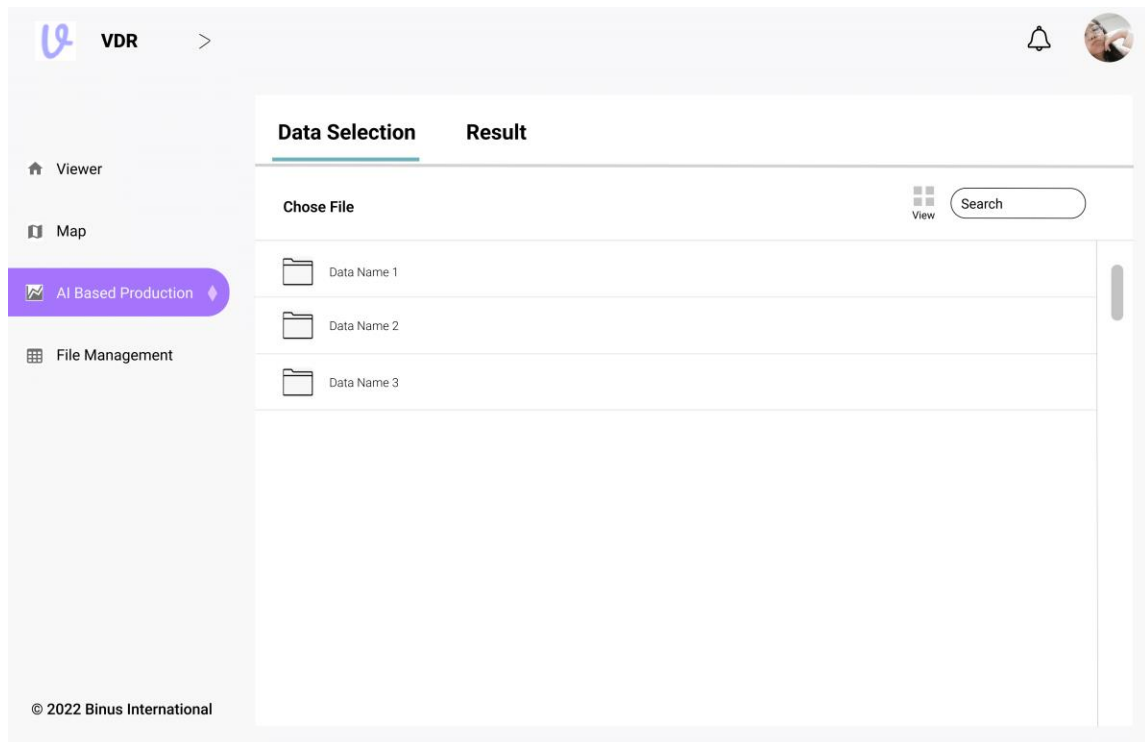 VDR >
Data Selection Result
Viewer
Chose File
View
Search
Map
Data Name 1
AI Based Production
Data Name 2
File Management
Data Name 3
© 2022 Binus International